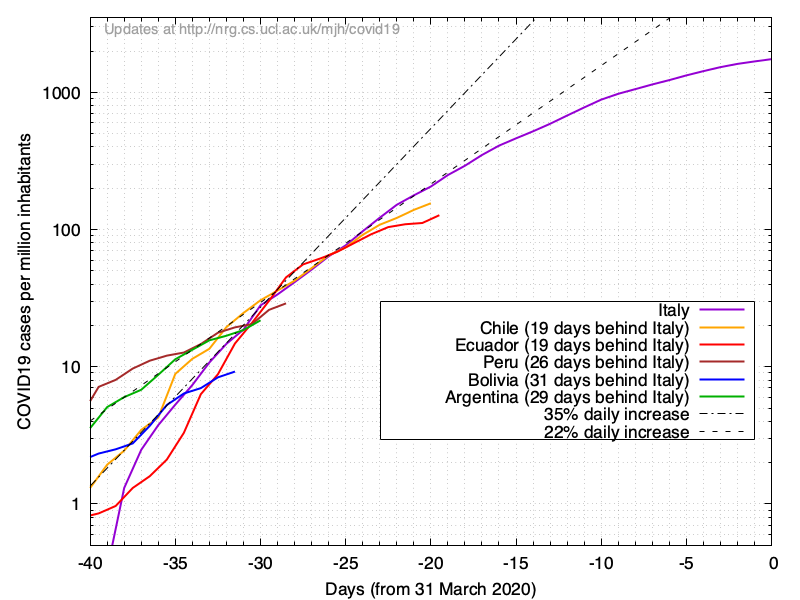 Updates at http://nrg.cs.ucl.ac.uk/mjh/covid19
COVID19 cases per million inhabitants
1000
100
10
1
Italy
Chile (19 days behind Italy)
Ecuador (19 days behind Italy)
Peru (26 days behind Italy)
Bolivia (31 days behind Italy)
Argentina (29 days behind Italy)
35% daily increase
22% daily increase
-40 -35 -30 -25 -20 -15 -10 -5 0
Days (from 31 March 2020)